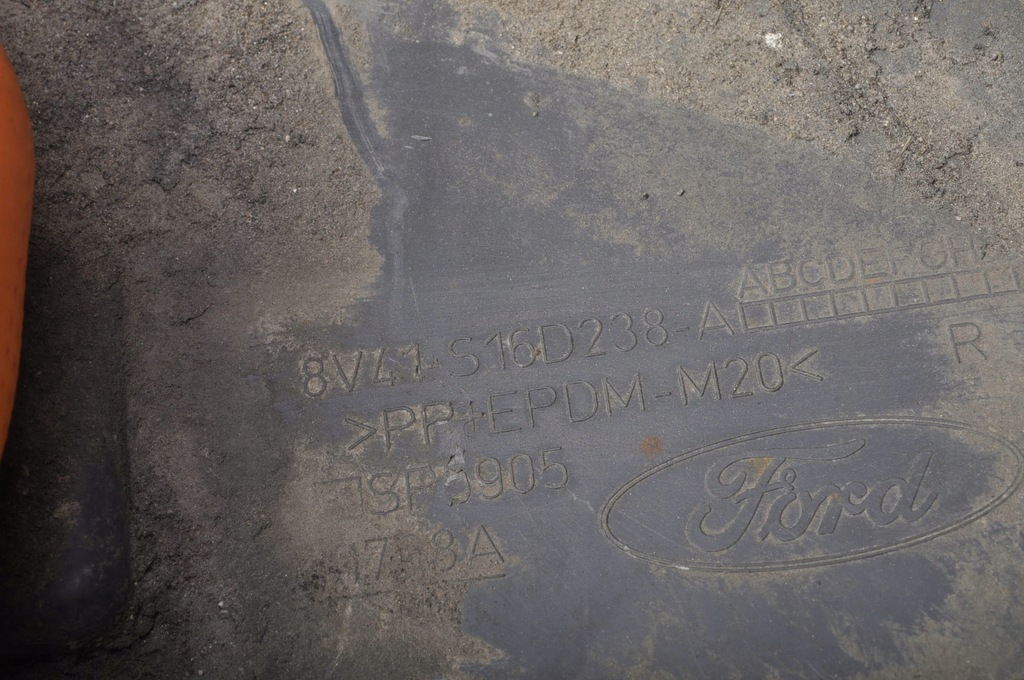 ABCDEFGH
8V41-S16D238-A
R
>PP+EPDM-M20<
Ford